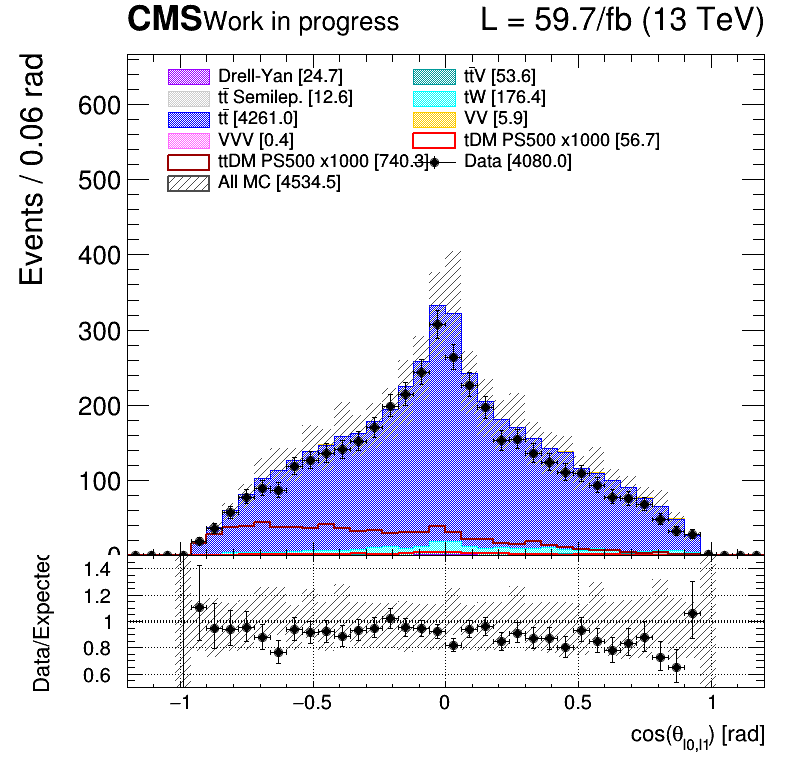 CMS Work in progress L = 59.7/fb (13 TeV)
Events / 0.06 rad
Drell-Yan [24.7] tt̄V [53.6]
tt̄ Semilep. [12.6] tW [176.4]
tt̄ [4261.0] VV [5.9]
VVV [0.4] tDM PS500 x1000 [56.7]
ttDM PS500 x1000 [740.3] Data [4080.0]
All MC [4534.5]
600
500
400
300
200
100
0
Data/Expected
1.4
1.2
1
0.8
0.6
−1 −0.5 0 0.5 1
cos(θ_l0,l1) [rad]